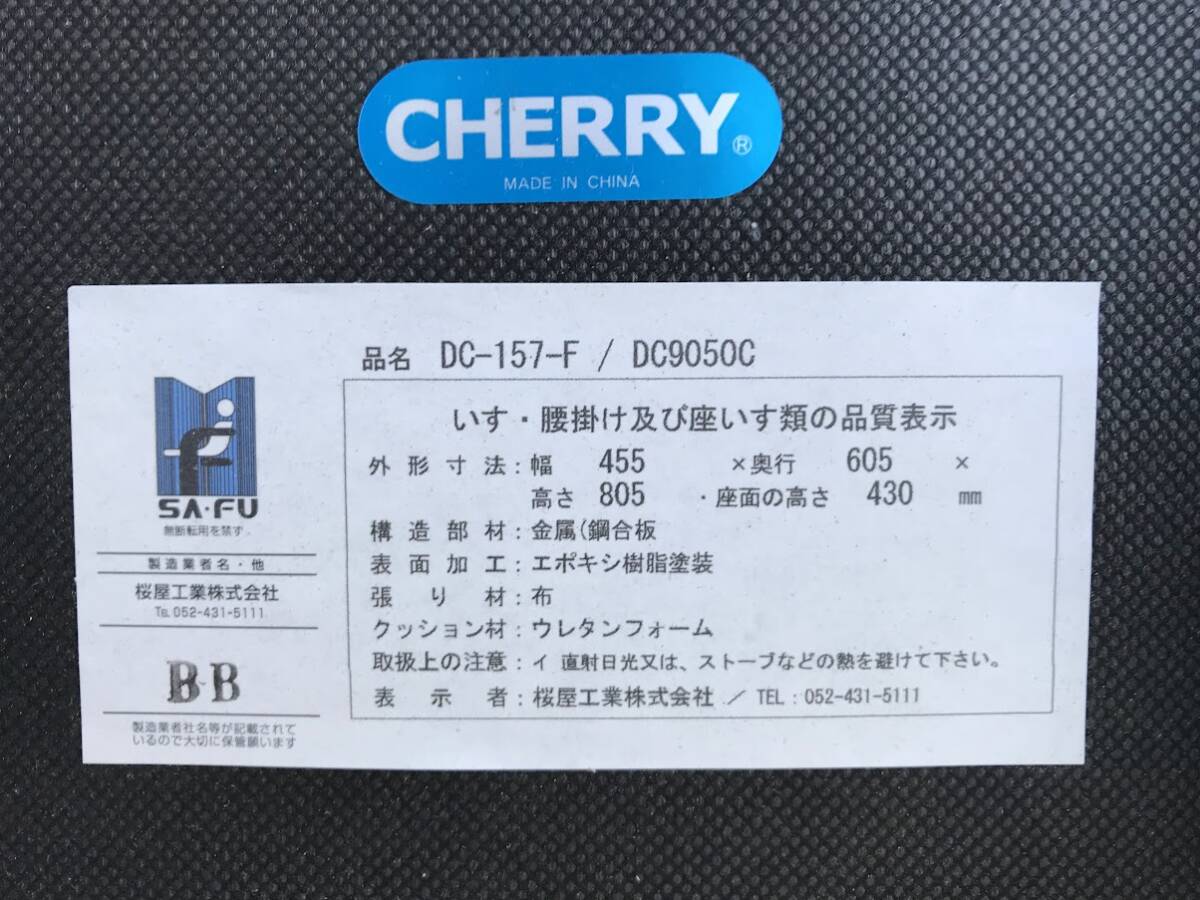 CHERRY®
MADE IN CHINA
品名 DC-157-F / DC9050C
いす・腰掛け及び座いす類の品質表示
外形寸法:幅 455 ×奥行 605 ×
高さ 805 ・座面の高さ 430 mm
構造部材:金属(鋼合板
表面加工:エポキシ樹脂塗装
張り材:布
クッション材:ウレタンフォーム
取扱上の注意:イ 直射日光又は、ストーブなどの熱を避けて下さい。
表示者:桜屋工業株式会社 / TEL:052-431-5111
SA・FU
無断転用を禁ず.
製造業者名・他
桜屋工業株式会社
TEL 052-431-5111
B-B
製造業者社名等が記載されて
いるので大切に保管願います